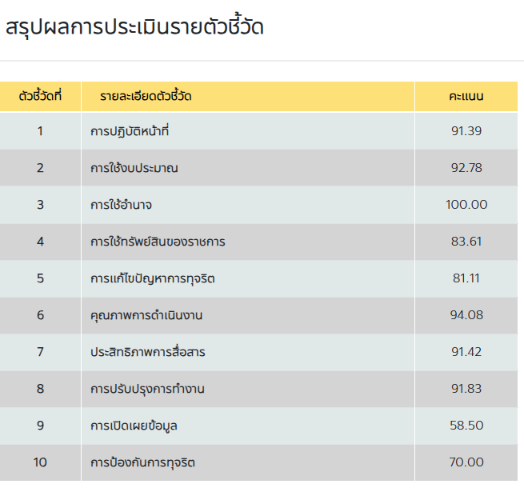 สรุปผลการประเมินรายตัวชี้วัด
ตัวชี้วัดที่ รายละเอียดตัวชี้วัด คะแนน
1 การปฏิบัติหน้าที่ 91.39
2 การใช้งบประมาณ 92.78
3 การใช้อำนาจ 100.00
4 การใช้ทรัพย์สินของราชการ 83.61
5 การแก้ไขปัญหาการทุจริต 81.11
6 คุณภาพการดำเนินงาน 94.08
7 ประสิทธิภาพการสื่อสาร 91.42
8 การปรับปรุงการทำงาน 91.83
9 การเปิดเผยข้อมูล 58.50
10 การป้องกันการทุจริต 70.00